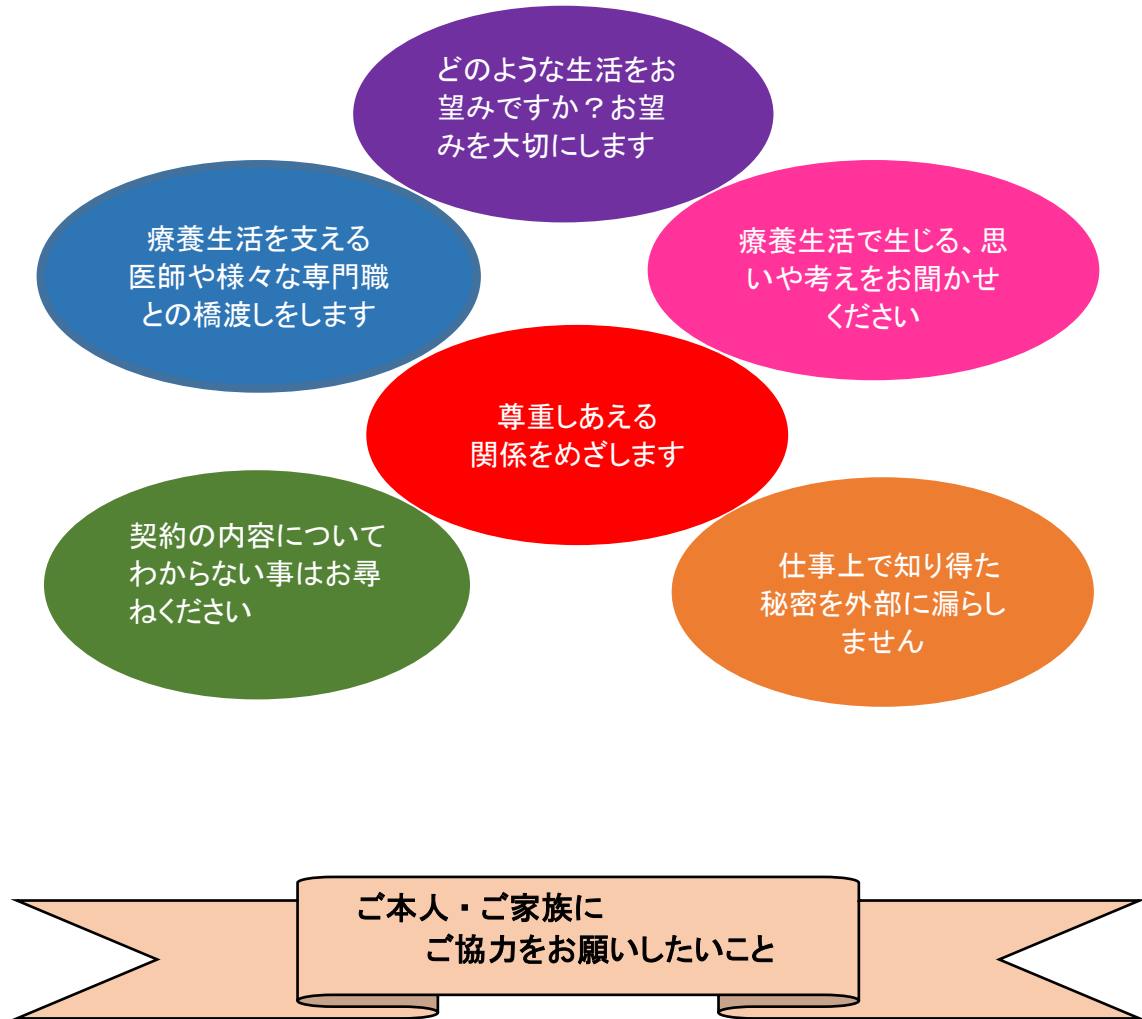 どのような生活をお
望みですか？お望
みを大切にします
療養生活を支える
医師や様々な専門職
との橋渡しをします
療養生活で生じる、思
いや考えをお聞かせ
ください
尊重しあえる
関係をめざします
契約の内容について
わからない事はお尋
ねください
仕事上で知り得た
秘密を外部に漏らし
ません
ご本人・ご家族に
ご協力をお願いしたいこと